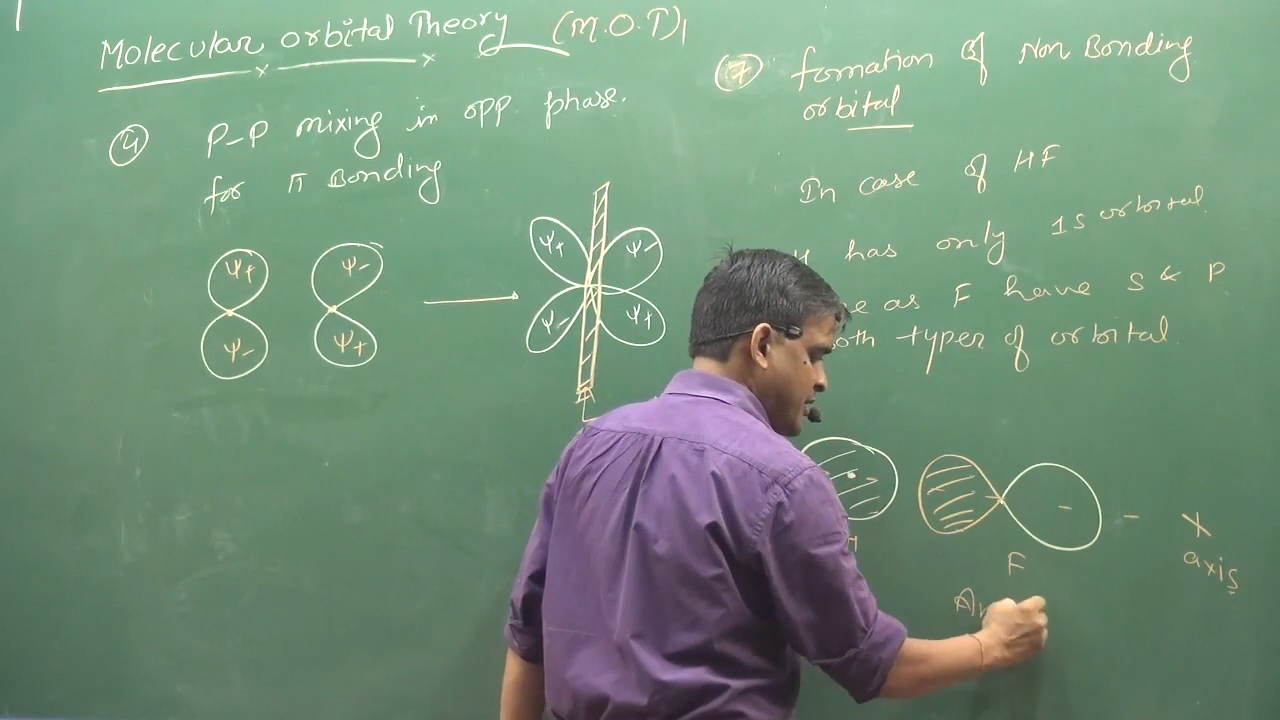 Molecular orbital Theory (M.O.T)
④ P-P mixing in opp. phase.
for π Bonding
Ψ+ Ψ-
Ψ- Ψ+
Ψ+ Ψ-
Ψ- Ψ+
⑦ formation of Non Bonding
orbital
In case of HF
has only 1s orbital
as F have s & p
both types of orbital
- X
axis
F